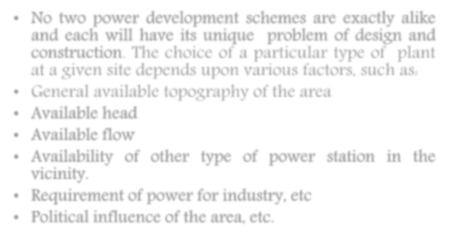 • No two power development schemes are exactly alike
and each will have its unique problem of design and
construction. The choice of a particular type of plant
at a given site depends upon various factors, such as:
• General available topography of the area
• Available head
• Available flow
• Availability of other type of power station in the
vicinity.
• Requirement of power for industry, etc
• Political influence of the area, etc.